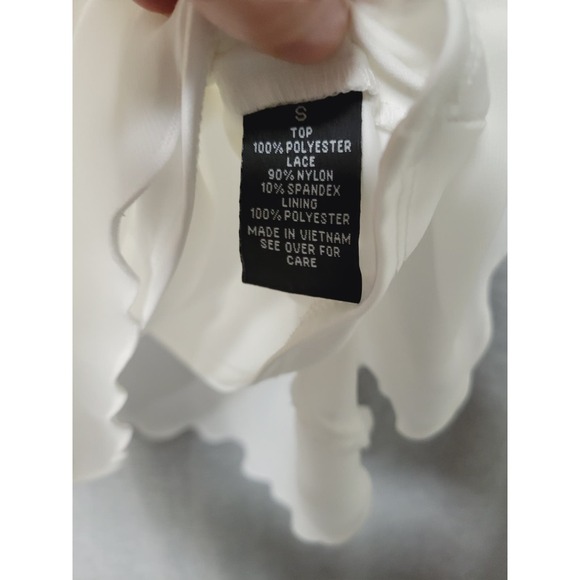 S
TOP
100% POLYESTER
LACE
90% NYLON
10% SPANDEX
LINING
100% POLYESTER
MADE IN VIETNAM
SEE OVER FOR
CARE